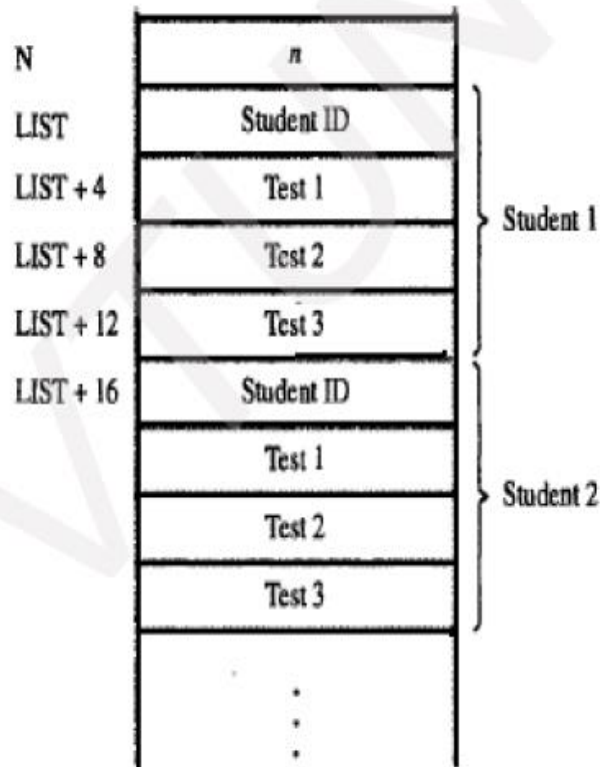 N n
LIST Student ID
LIST + 4 Test 1
Student 1
LIST + 8 Test 2
LIST + 12 Test 3
LIST + 16 Student ID
Test 1
Student 2
Test 2
Test 3
VTU